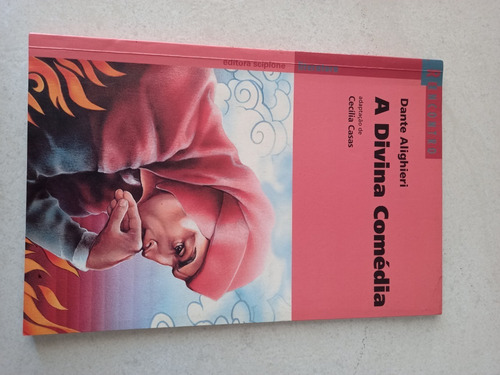 Dante Alighieri
A Divina Comédia
adaptação de
Cecília Casas
editora scipione